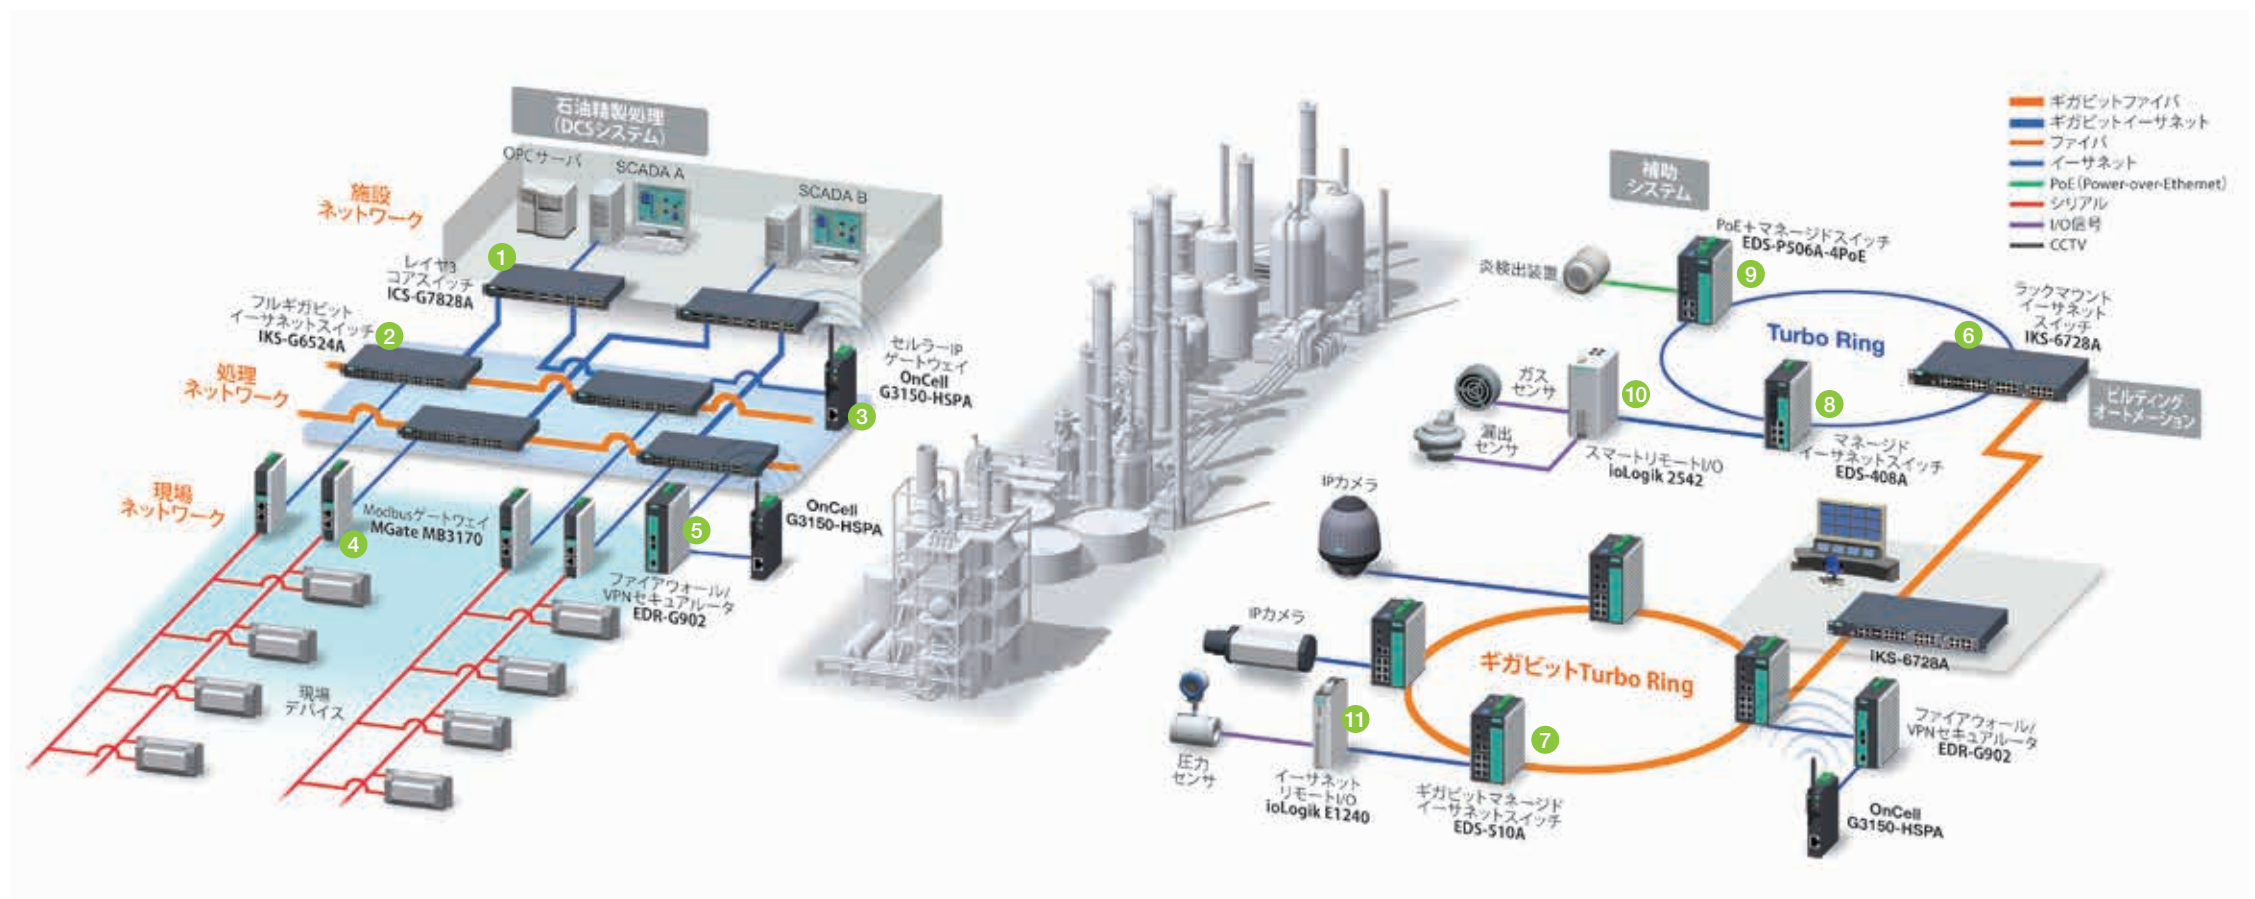 石油精製処理
(DCSシステム)
OPCサーバ
SCADA A
SCADA B
施設
ネットワーク
1
レイヤ3
コアスイッチ
ICS-G7828A
フルギガビット
イーサネットスイッチ
IKS-G6524A
2
処理
ネットワーク
セルラーIP
ゲートウェイ
OnCell
G3150-HSPA
3
現場
ネットワーク
Modbusゲートウェイ
MGate MB3170
4
5
OnCell
G3150-HSPA
ファイアウォール/
VPNセキュアルータ
EDR-G902
現場
デバイス
ギガビットファイバ
ギガビットイーサネット
ファイバ
イーサネット
PoE(Power-over-Ethernet)
シリアル
I/O信号
CCTV
補助
システム
PoE+マネージドスイッチ
EDS-P506A-4PoE
9
炎検出装置
Turbo Ring
ラックマウント
イーサネット
スイッチ
IKS-6728A
6
ビルディング
オートメーション
ガス
センサ
10
8
漏出
センサ
スマートリモートI/O
ioLogik 2542
マネージド
イーサネットスイッチ
EDS-408A
IPカメラ
IPカメラ
ギガビットTurbo Ring
IKS-6728A
圧力
センサ
11
7
イーサネット
リモートI/O
ioLogik E1240
ギガビットマネージド
イーサネットスイッチ
EDS-510A
ファイアウォール/
VPNセキュアルータ
EDR-G902
OnCell
G3150-HSPA